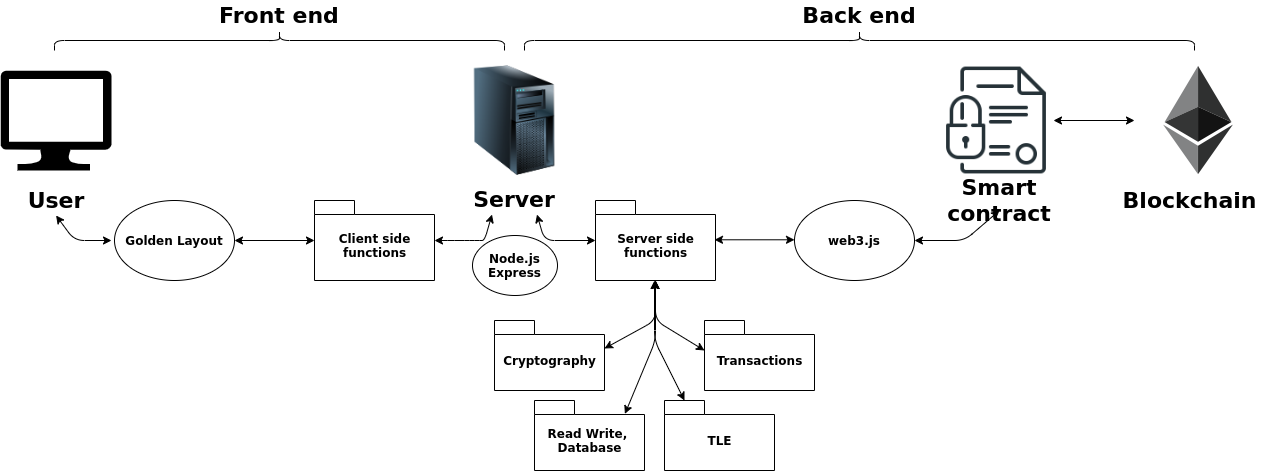 Front end
Back end
User
Server
Smart
contract
Blockchain
Golden Layout
Client side
functions
Node.js
Express
Server side
functions
web3.js
Cryptography
Transactions
Read Write,
Database
TLE